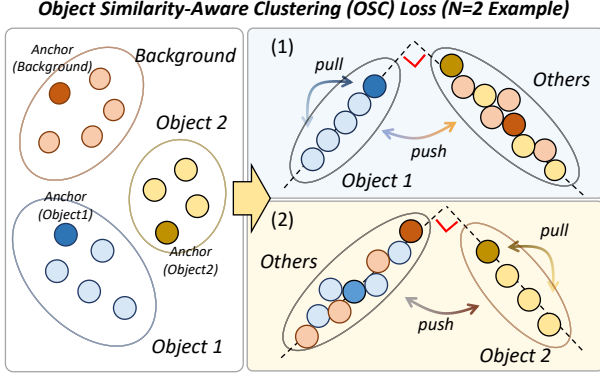 Object Similarity-Aware Clustering (OSC) Loss (N=2 Example)
Anchor
(Background)
Background
Object 2
Anchor
(Object1)
Anchor
(Object2)
Object 1
(1)
pull
Others
push
Object 1
(2)
Others
pull
push
Object 2